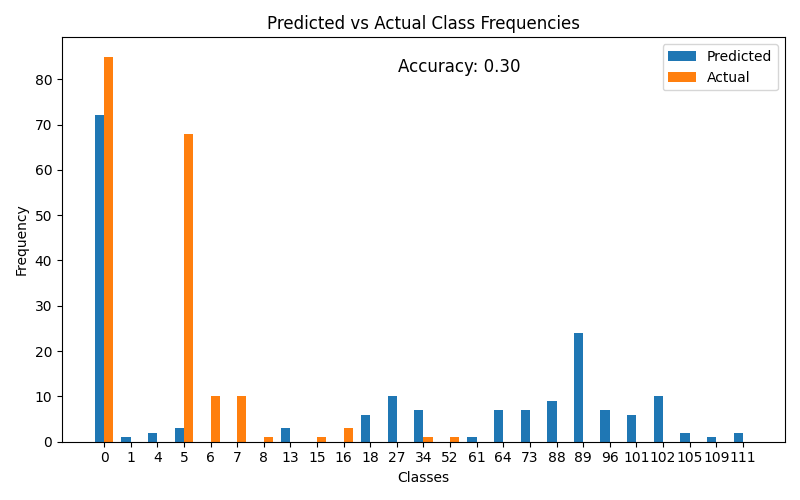 Predicted vs Actual Class Frequencies
Accuracy: 0.30
Predicted
Actual
Frequency
80
70
60
50
40
30
20
10
0
0 1 4 5 6 7 8 13 15 16 18 27 34 52 61 64 73 88 89 96 101 102 105 109 111
Classes